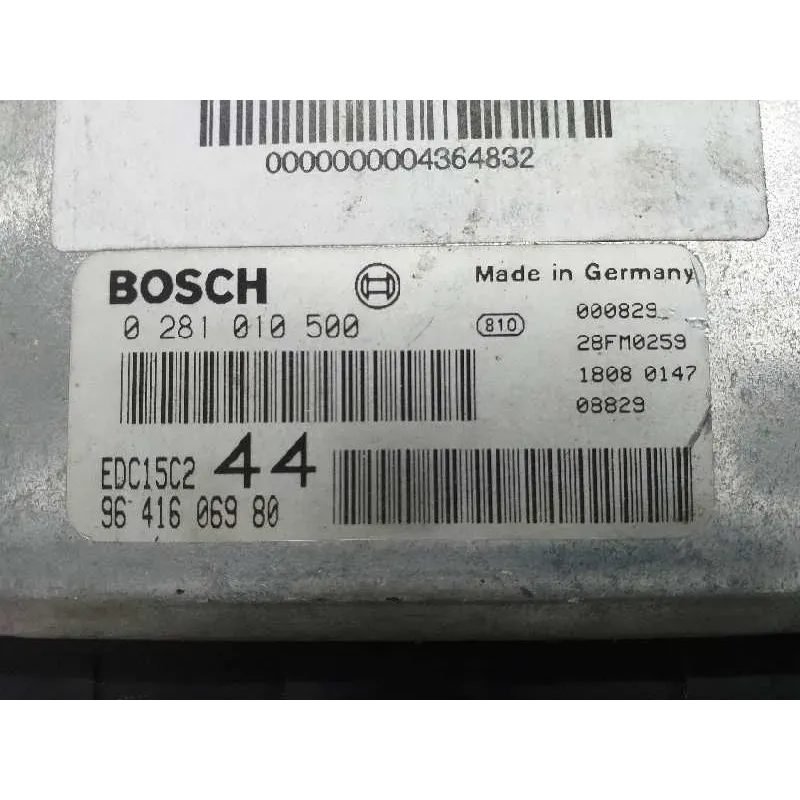 0000000004364832
BOSCH
Made in Germany
0 281 010 500
810
000829
28FM0259
1808 0147
08829
EDC15C2 44
96 416 069 80